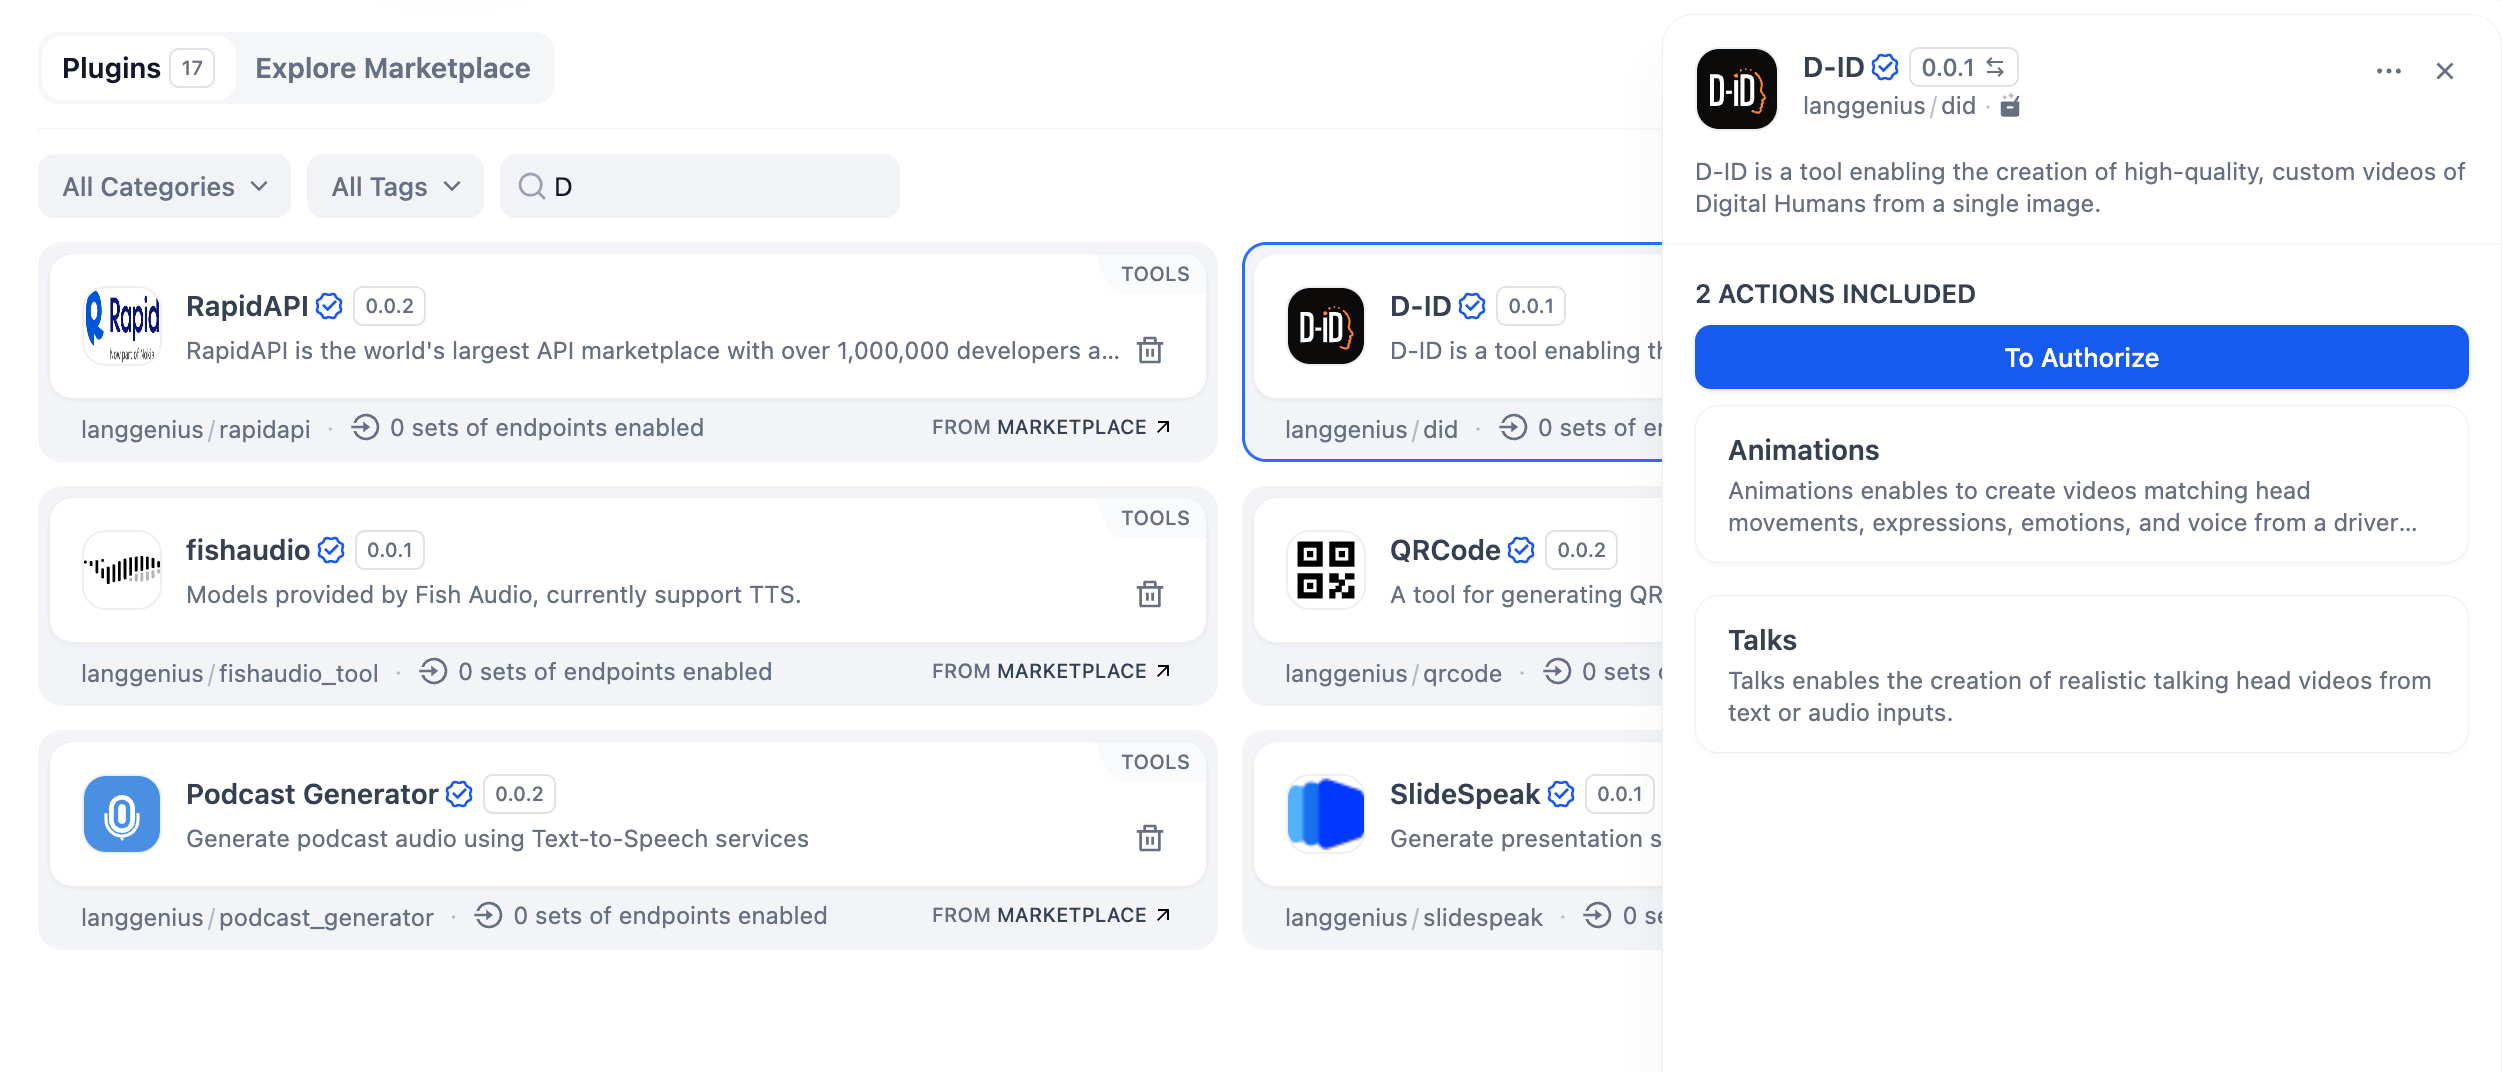 Plugins 17
Explore Marketplace
All Categories
All Tags
D
TOOLS
Rapid
Now part of Nokia
RapidAPI 0.0.2
RapidAPI is the world's largest API marketplace with over 1,000,000 developers a...
langgenius / rapidapi · 0 sets of endpoints enabled
FROM MARKETPLACE
D-iD
D-ID 0.0.1
D-ID is a tool enabling
langgenius / did · 0 sets of
TOOLS
fishaudio 0.0.1
Models provided by Fish Audio, currently support TTS.
langgenius / fishaudio_tool · 0 sets of endpoints enabled
FROM MARKETPLACE
QRCode 0.0.2
A tool for generating QR
langgenius / qrcode · 0 sets
TOOLS
Podcast Generator 0.0.2
Generate podcast audio using Text-to-Speech services
langgenius / podcast_generator · 0 sets of endpoints enabled
FROM MARKETPLACE
SlideSpeak 0.0.1
Generate presentation s
langgenius / slidespeak · 0 se
D-iD
D-ID 0.0.1
langgenius / did ·
D-ID is a tool enabling the creation of high-quality, custom videos of
Digital Humans from a single image.
2 ACTIONS INCLUDED
To Authorize
Animations
Animations enables to create videos matching head
movements, expressions, emotions, and voice from a driver...
Talks
Talks enables the creation of realistic talking head videos from
text or audio inputs.